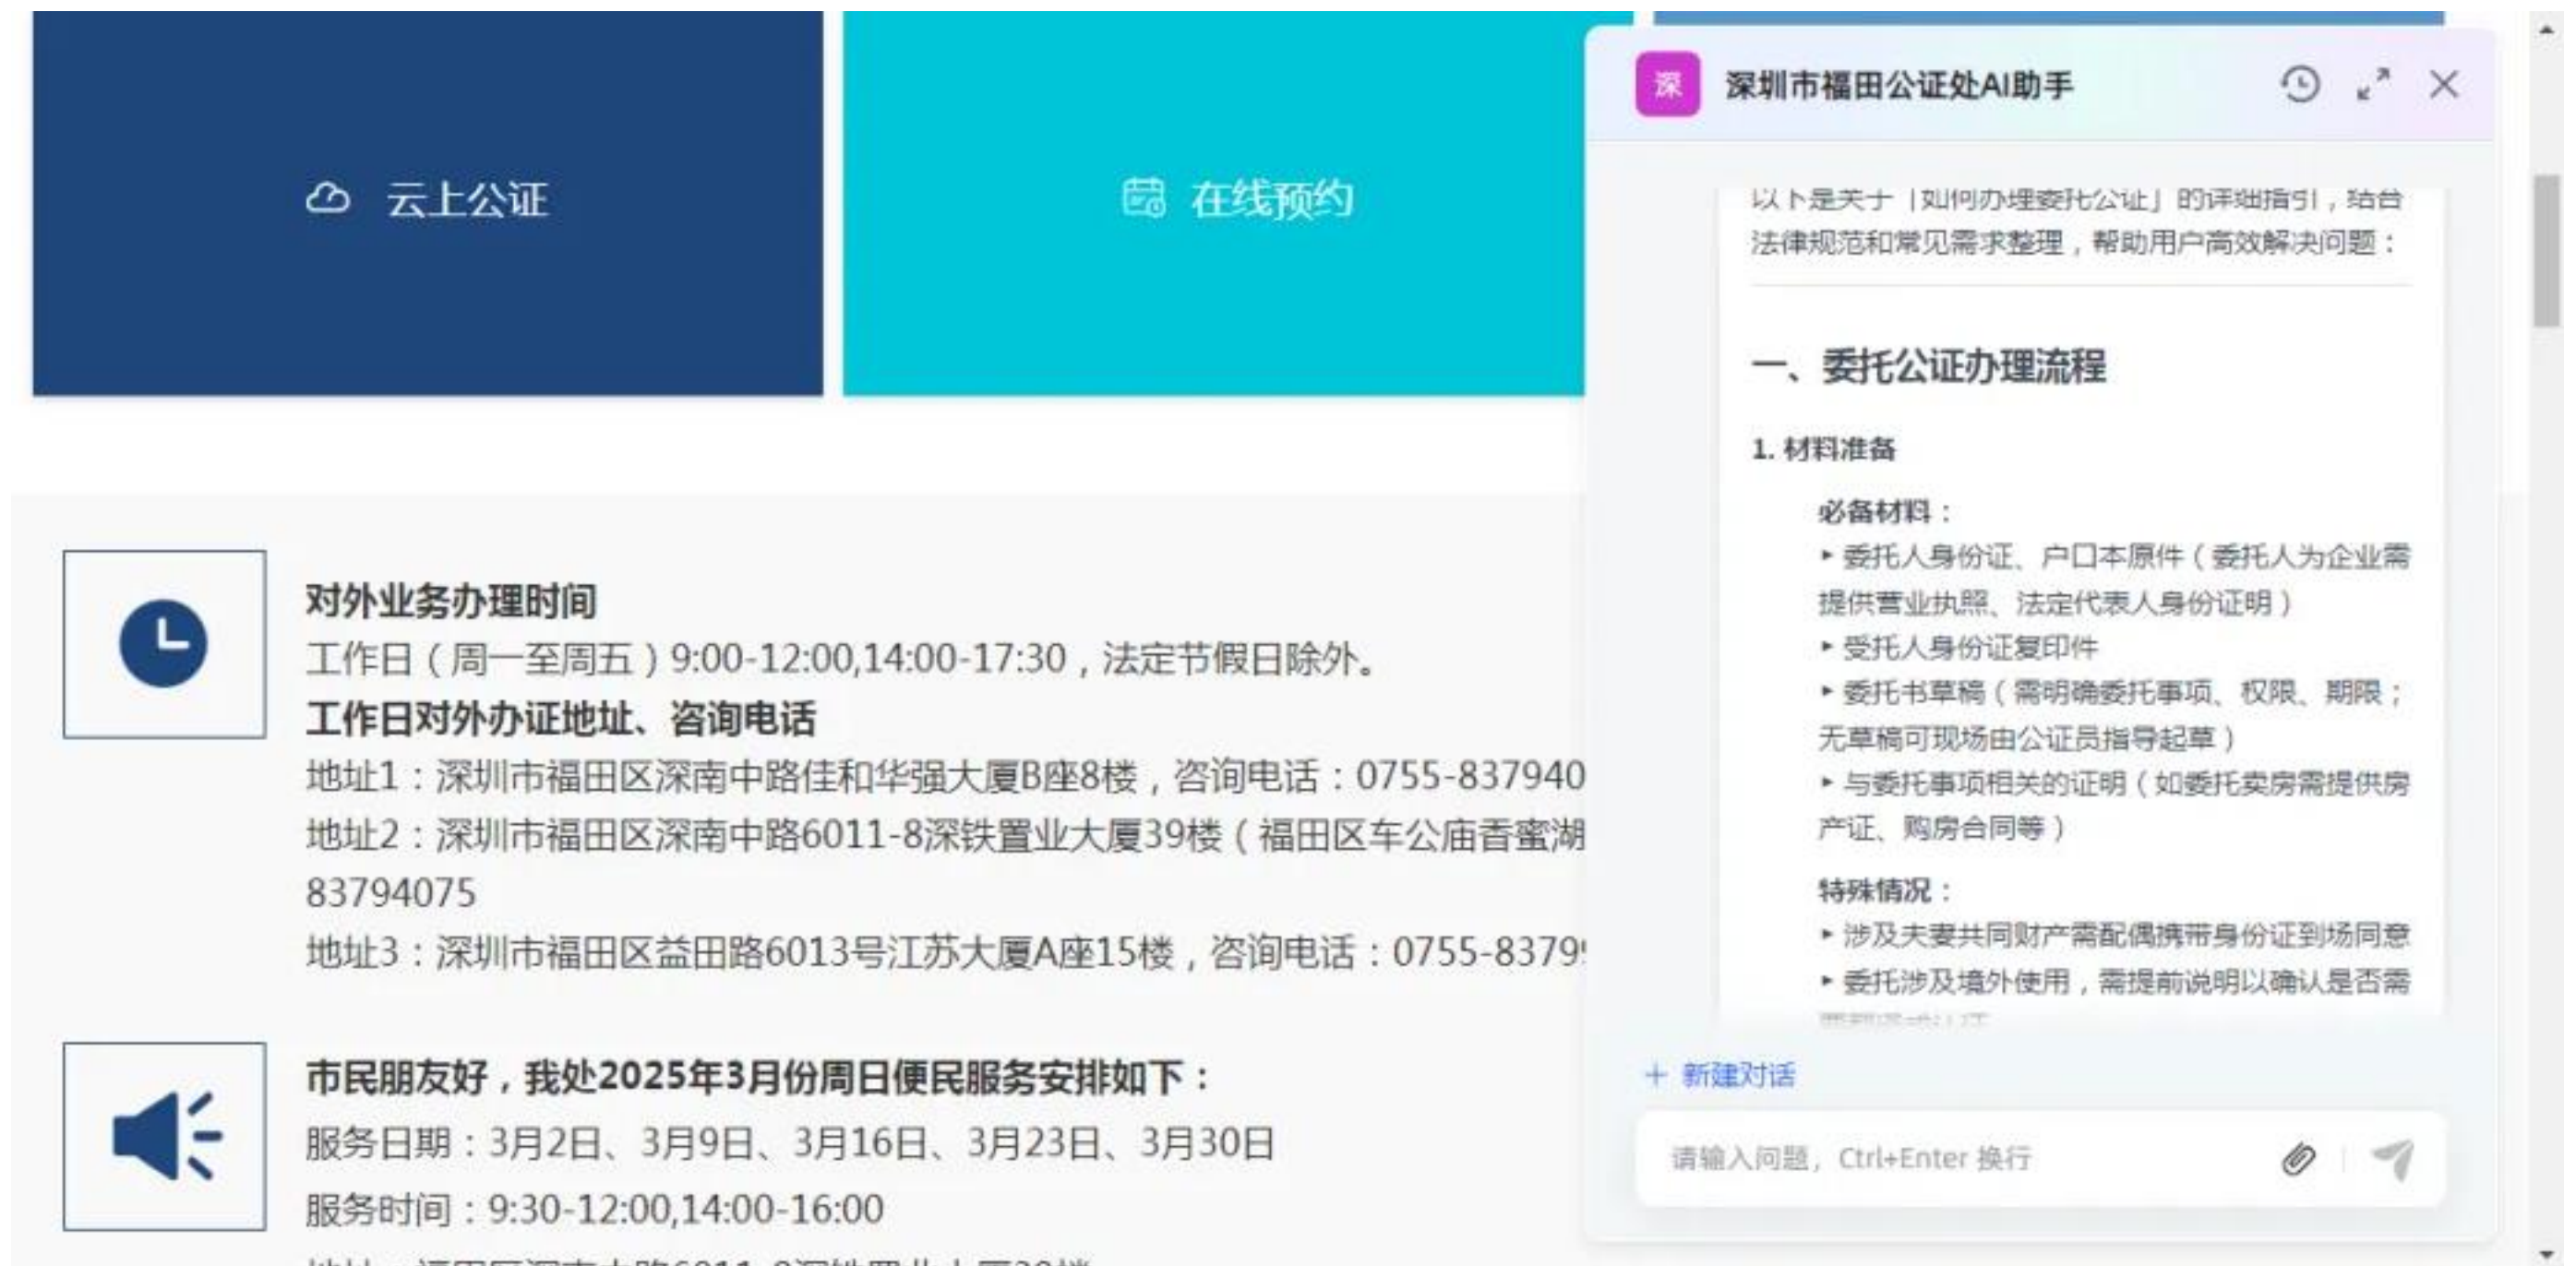 云上公证
在线预约
对外业务办理时间
工作日（周一至周五）9:00-12:00,14:00-17:30，法定节假日除外。
工作日对外办证地址、咨询电话
地址1：深圳市福田区深南中路佳和华强大厦B座8楼，咨询电话：0755-837940
地址2：深圳市福田区深南中路6011-8深铁置业大厦39楼（福田区车公庙香蜜湖
83794075
地址3：深圳市福田区益田路6013号江苏大厦A座15楼，咨询电话：0755-8379
市民朋友好，我处2025年3月份周日便民服务安排如下：
服务日期：3月2日、3月9日、3月16日、3月23日、3月30日
服务时间：9:30-12:00,14:00-16:00
深
深圳市福田公证处AI助手
以下是关于「如何办理委托公证」的详细指引，结合
法律规范和常见需求整理，帮助用户高效解决问题：
一、委托公证办理流程
1. 材料准备
必备材料：
▸ 委托人身份证、户口本原件（委托人为企业需
提供营业执照、法定代表人身份证明）
▸ 受托人身份证复印件
▸ 委托书草稿（需明确委托事项、权限、期限；
无草稿可现场由公证员指导起草）
▸ 与委托事项相关的证明（如委托卖房需提供房
产证、购房合同等）
特殊情况：
▸ 涉及夫妻共同财产需配偶携带身份证到场同意
▸ 委托涉及境外使用，需提前说明以确认是否需
+ 新建对话
请输入问题，Ctrl+Enter 换行